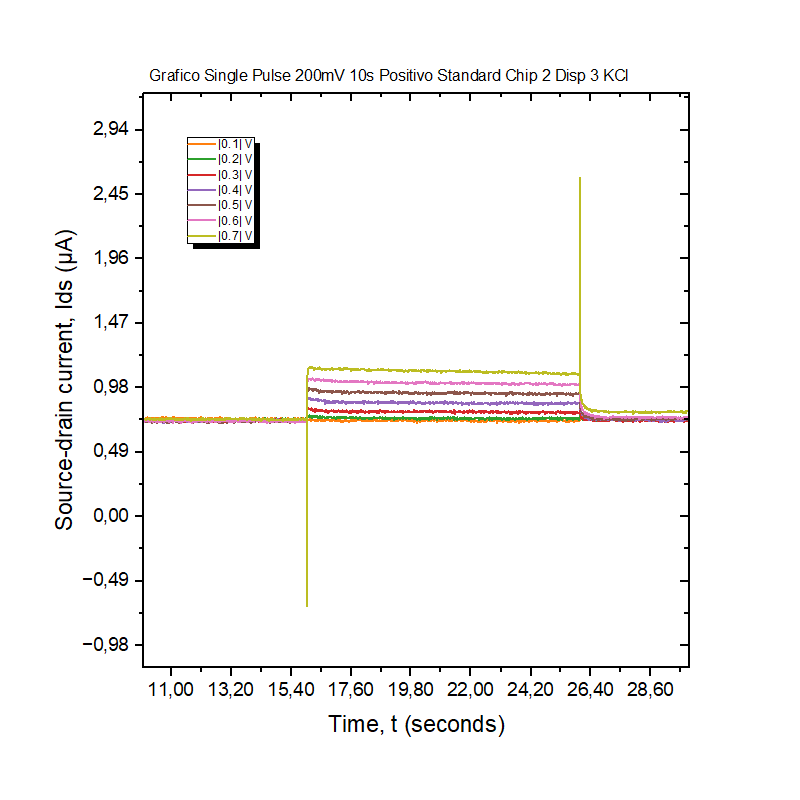 Grafico Single Pulse 200mV 10s Positivo Standard Chip 2 Disp 3 KCl
2,94
2,45
1,96
1,47
0,98
0,49
0,00
−0,49
−0,98
|0.1| V
|0.2| V
|0.3| V
|0.4| V
|0.5| V
|0.6| V
|0.7| V
Source-drain current, Ids (µA)
11,00 13,20 15,40 17,60 19,80 22,00 24,20 26,40 28,60
Time, t (seconds)